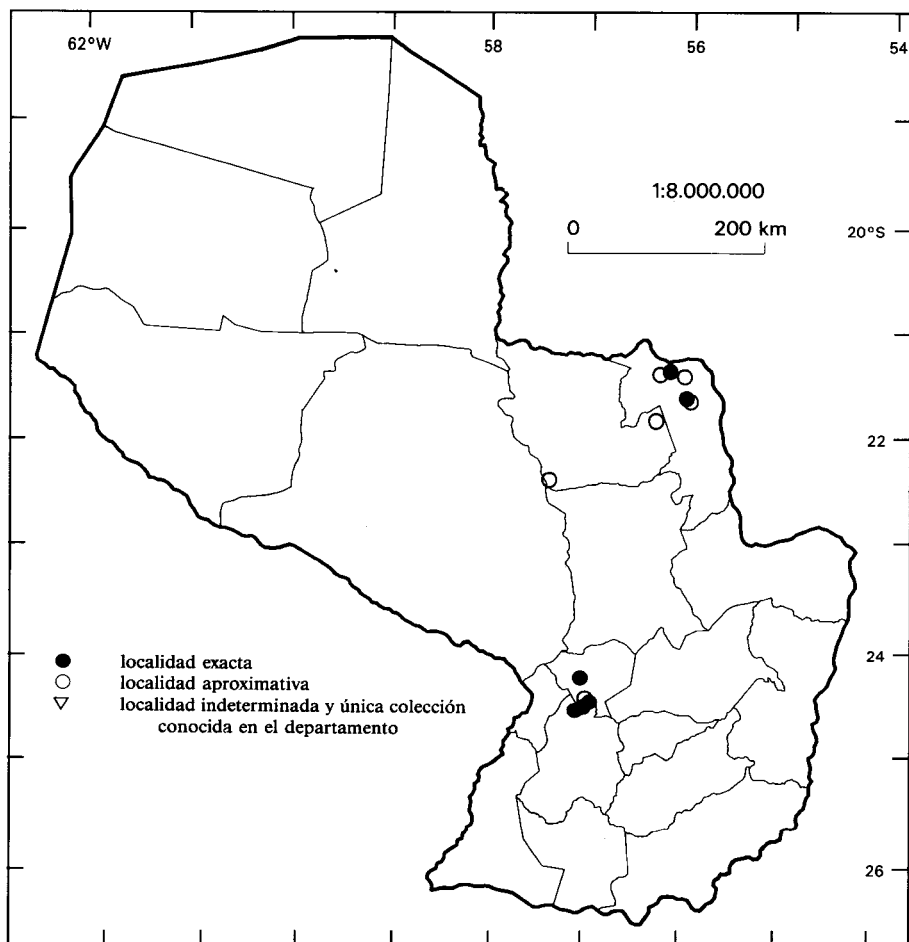 62°W 58 56 54
1:8.000.000
0 200 km
20°S
22
24
26
localidad exacta
localidad aproximativa
localidad indeterminada y única colección
conocida en el departamento